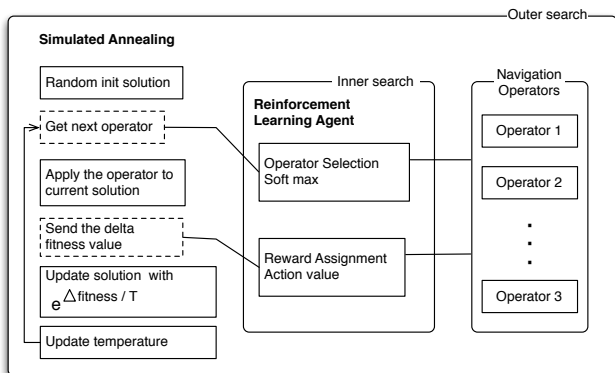 Outer search
Simulated Annealing
Random init solution
Get next operator
Apply the operator to
current solution
Send the delta
fitness value
Update solution with
e △fitness / T
Update temperature
Inner search
Reinforcement
Learning Agent
Operator Selection
Soft max
Reward Assignment
Action value
Navigation
Operators
Operator 1
Operator 2
.
.
.
Operator 3